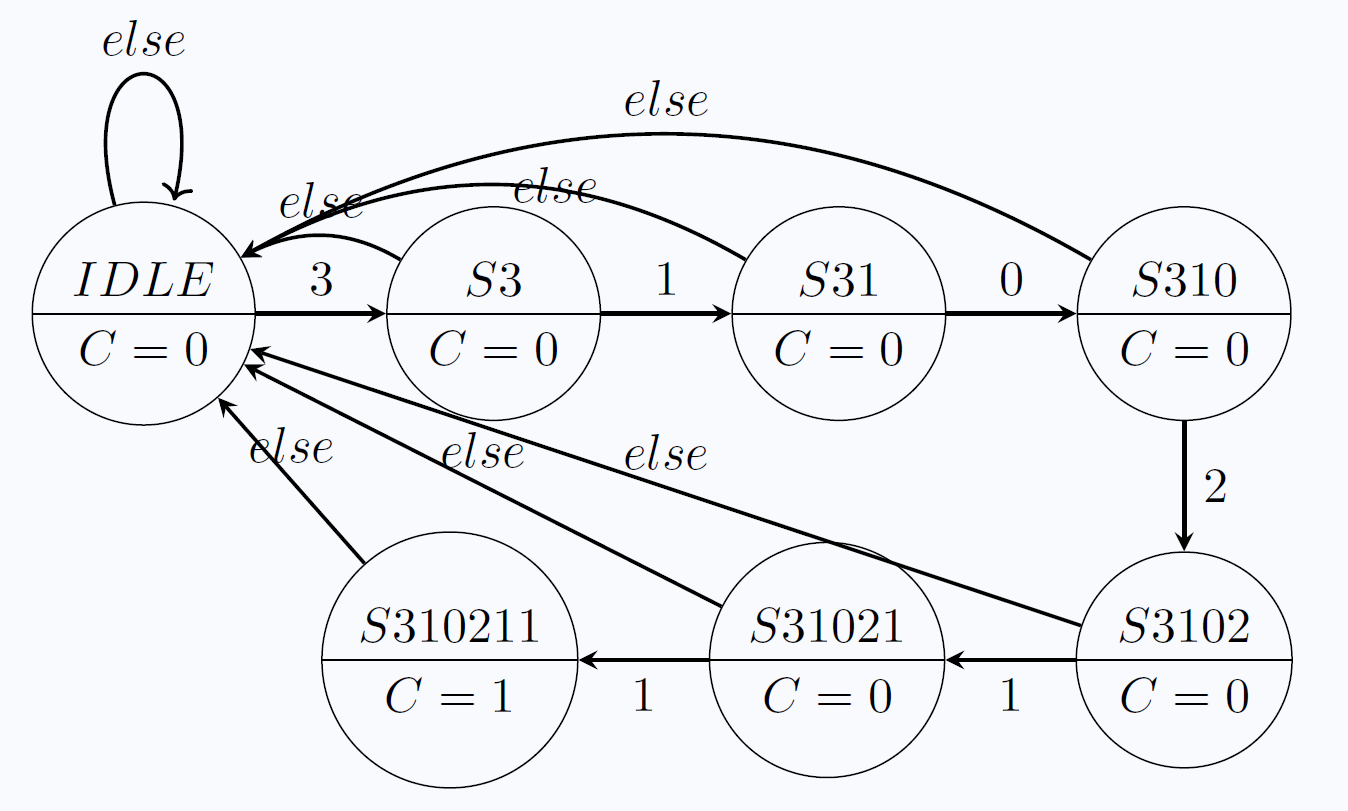 else
else
else
else
IDLE
C = 0
3
S3
C = 0
1
S31
C = 0
0
S310
C = 0
else
else
else
2
S310211
C = 1
1
S31021
C = 0
1
S3102
C = 0